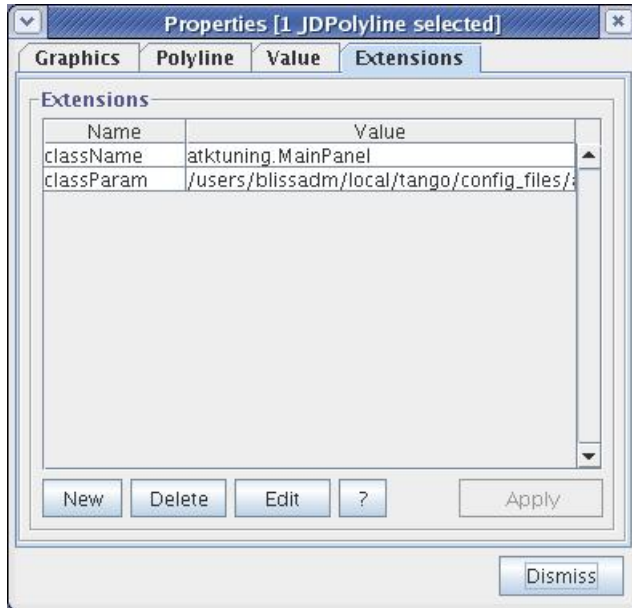 Properties [1 JDPolyline selected]
Graphics Polyline Value Extensions
Extensions
Name Value
className atktuning.MainPanel
classParam /users/blissadm/local/tango/config_files/
New Delete Edit ? Apply
Dismiss